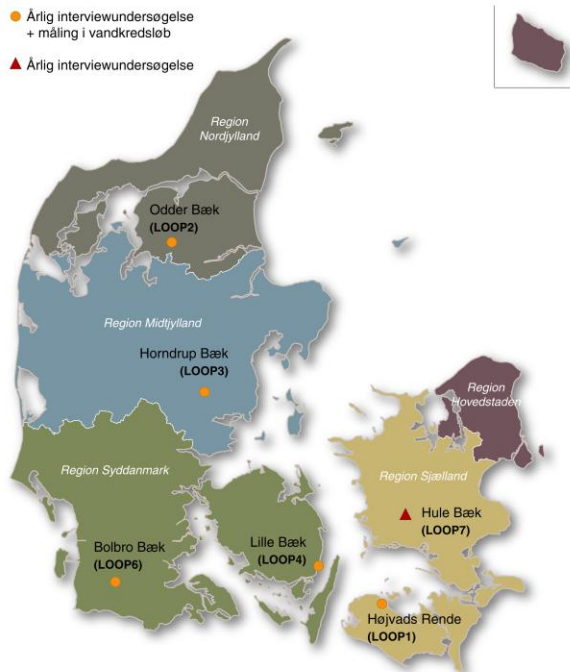 Årlig interviewundersøgelse
+ måling i vandkredsløb
Årlig interviewundersøgelse
Region
Nordjylland
Odder Bæk
(LOOP2)
Region Midtjylland
Horndrup Bæk
(LOOP3)
Region
Hovedstaden
Region Syddanmark
Region Sjælland
Hule Bæk
(LOOP7)
Lille Bæk
(LOOP4)
Bolbro Bæk
(LOOP6)
Højvads Rende
(LOOP1)